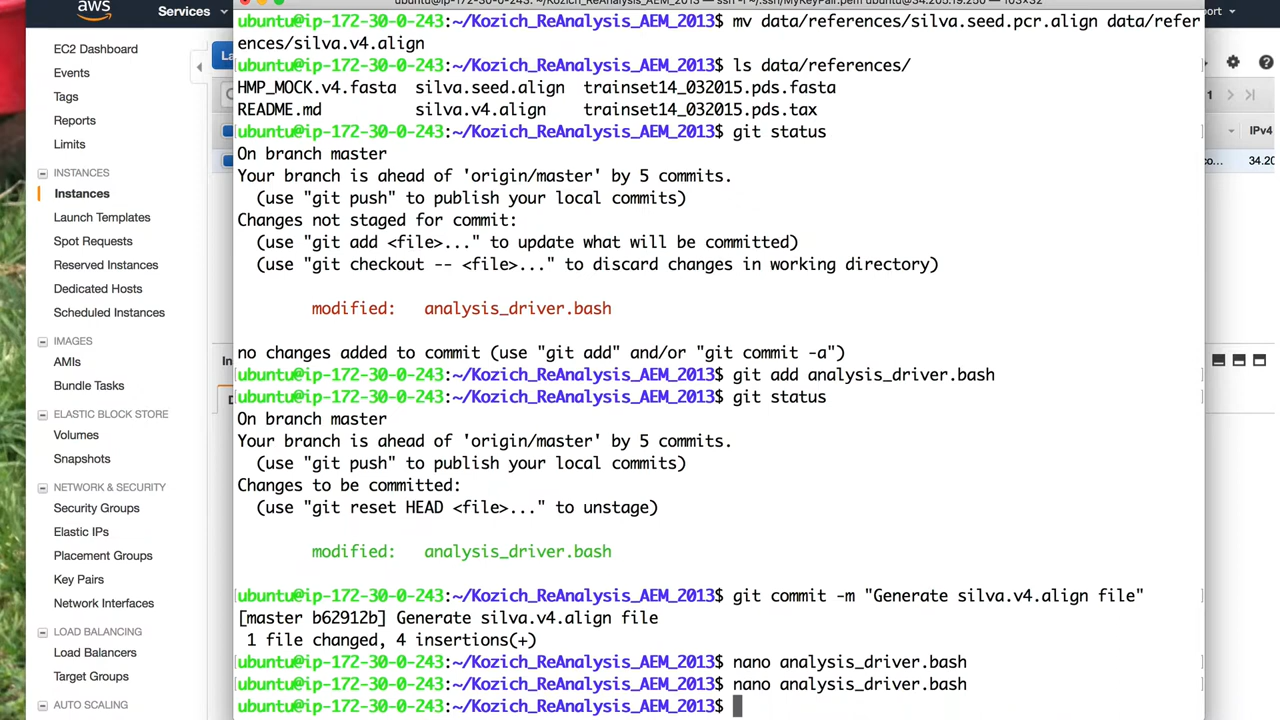 aws
Services
EC2 Dashboard
Events
Tags
Reports
Limits
INSTANCES
Instances
Launch Templates
Spot Requests
Reserved Instances
Dedicated Hosts
Scheduled Instances
IMAGES
AMIs
Bundle Tasks
ELASTIC BLOCK STORE
Volumes
Snapshots
NETWORK & SECURITY
Security Groups
Elastic IPs
Placement Groups
Key Pairs
Network Interfaces
LOAD BALANCING
Load Balancers
Target Groups
AUTO SCALING
ubuntu@ip-172-30-0-243:~/Kozich_ReAnalysis_AEM_2013$ mv data/references/silva.seed.pcr.align data/refer
ences/silva.v4.align
ubuntu@ip-172-30-0-243:~/Kozich_ReAnalysis_AEM_2013$ ls data/references/
HMP_MOCK.v4.fasta  silva.seed.align  trainset14_032015.pds.fasta
README.md          silva.v4.align    trainset14_032015.pds.tax
ubuntu@ip-172-30-0-243:~/Kozich_ReAnalysis_AEM_2013$ git status
On branch master
Your branch is ahead of 'origin/master' by 5 commits.
(use "git push" to publish your local commits)
Changes not staged for commit:
(use "git add <file>..." to update what will be committed)
(use "git checkout -- <file>..." to discard changes in working directory)
modified:   analysis_driver.bash
no changes added to commit (use "git add" and/or "git commit -a")
ubuntu@ip-172-30-0-243:~/Kozich_ReAnalysis_AEM_2013$ git add analysis_driver.bash
ubuntu@ip-172-30-0-243:~/Kozich_ReAnalysis_AEM_2013$ git status
On branch master
Your branch is ahead of 'origin/master' by 5 commits.
(use "git push" to publish your local commits)
Changes to be committed:
(use "git reset HEAD <file>..." to unstage)
modified:   analysis_driver.bash
ubuntu@ip-172-30-0-243:~/Kozich_ReAnalysis_AEM_2013$ git commit -m "Generate silva.v4.align file"
[master b62912b] Generate silva.v4.align file
1 file changed, 4 insertions(+)
ubuntu@ip-172-30-0-243:~/Kozich_ReAnalysis_AEM_2013$ nano analysis_driver.bash
ubuntu@ip-172-30-0-243:~/Kozich_ReAnalysis_AEM_2013$ nano analysis_driver.bash
ubuntu@ip-172-30-0-243:~/Kozich_ReAnalysis_AEM_2013$
1
IPv4
34.20